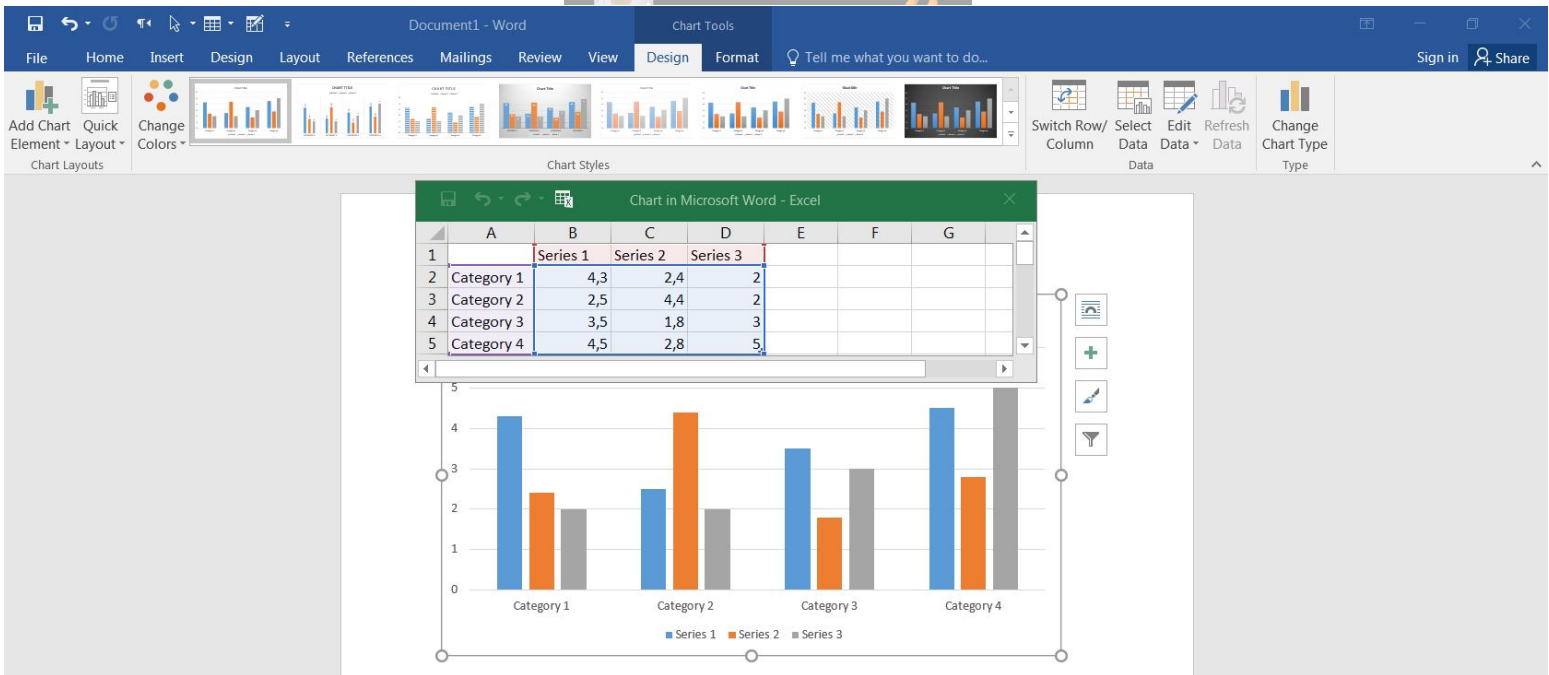 Document1 - Word
Chart Tools
File Home Insert Design Layout References Mailings Review View Design Format Tell me what you want to do... Sign in Share
Add Chart Element
Quick Layout
Change Colors
Switch Row/ Column
Select Data
Edit Data
Refresh Data
Change Chart Type
Chart Layouts
Chart Styles
Data
Type
Chart in Microsoft Word - Excel
A B C D E F G
1 Series 1 Series 2 Series 3
2 Category 1 4,3 2,4 2
3 Category 2 2,5 4,4 2
4 Category 3 3,5 1,8 3
5 Category 4 4,5 2,8 5
5
4
3
2
1
0
Category 1 Category 2 Category 3 Category 4
Series 1 Series 2 Series 3